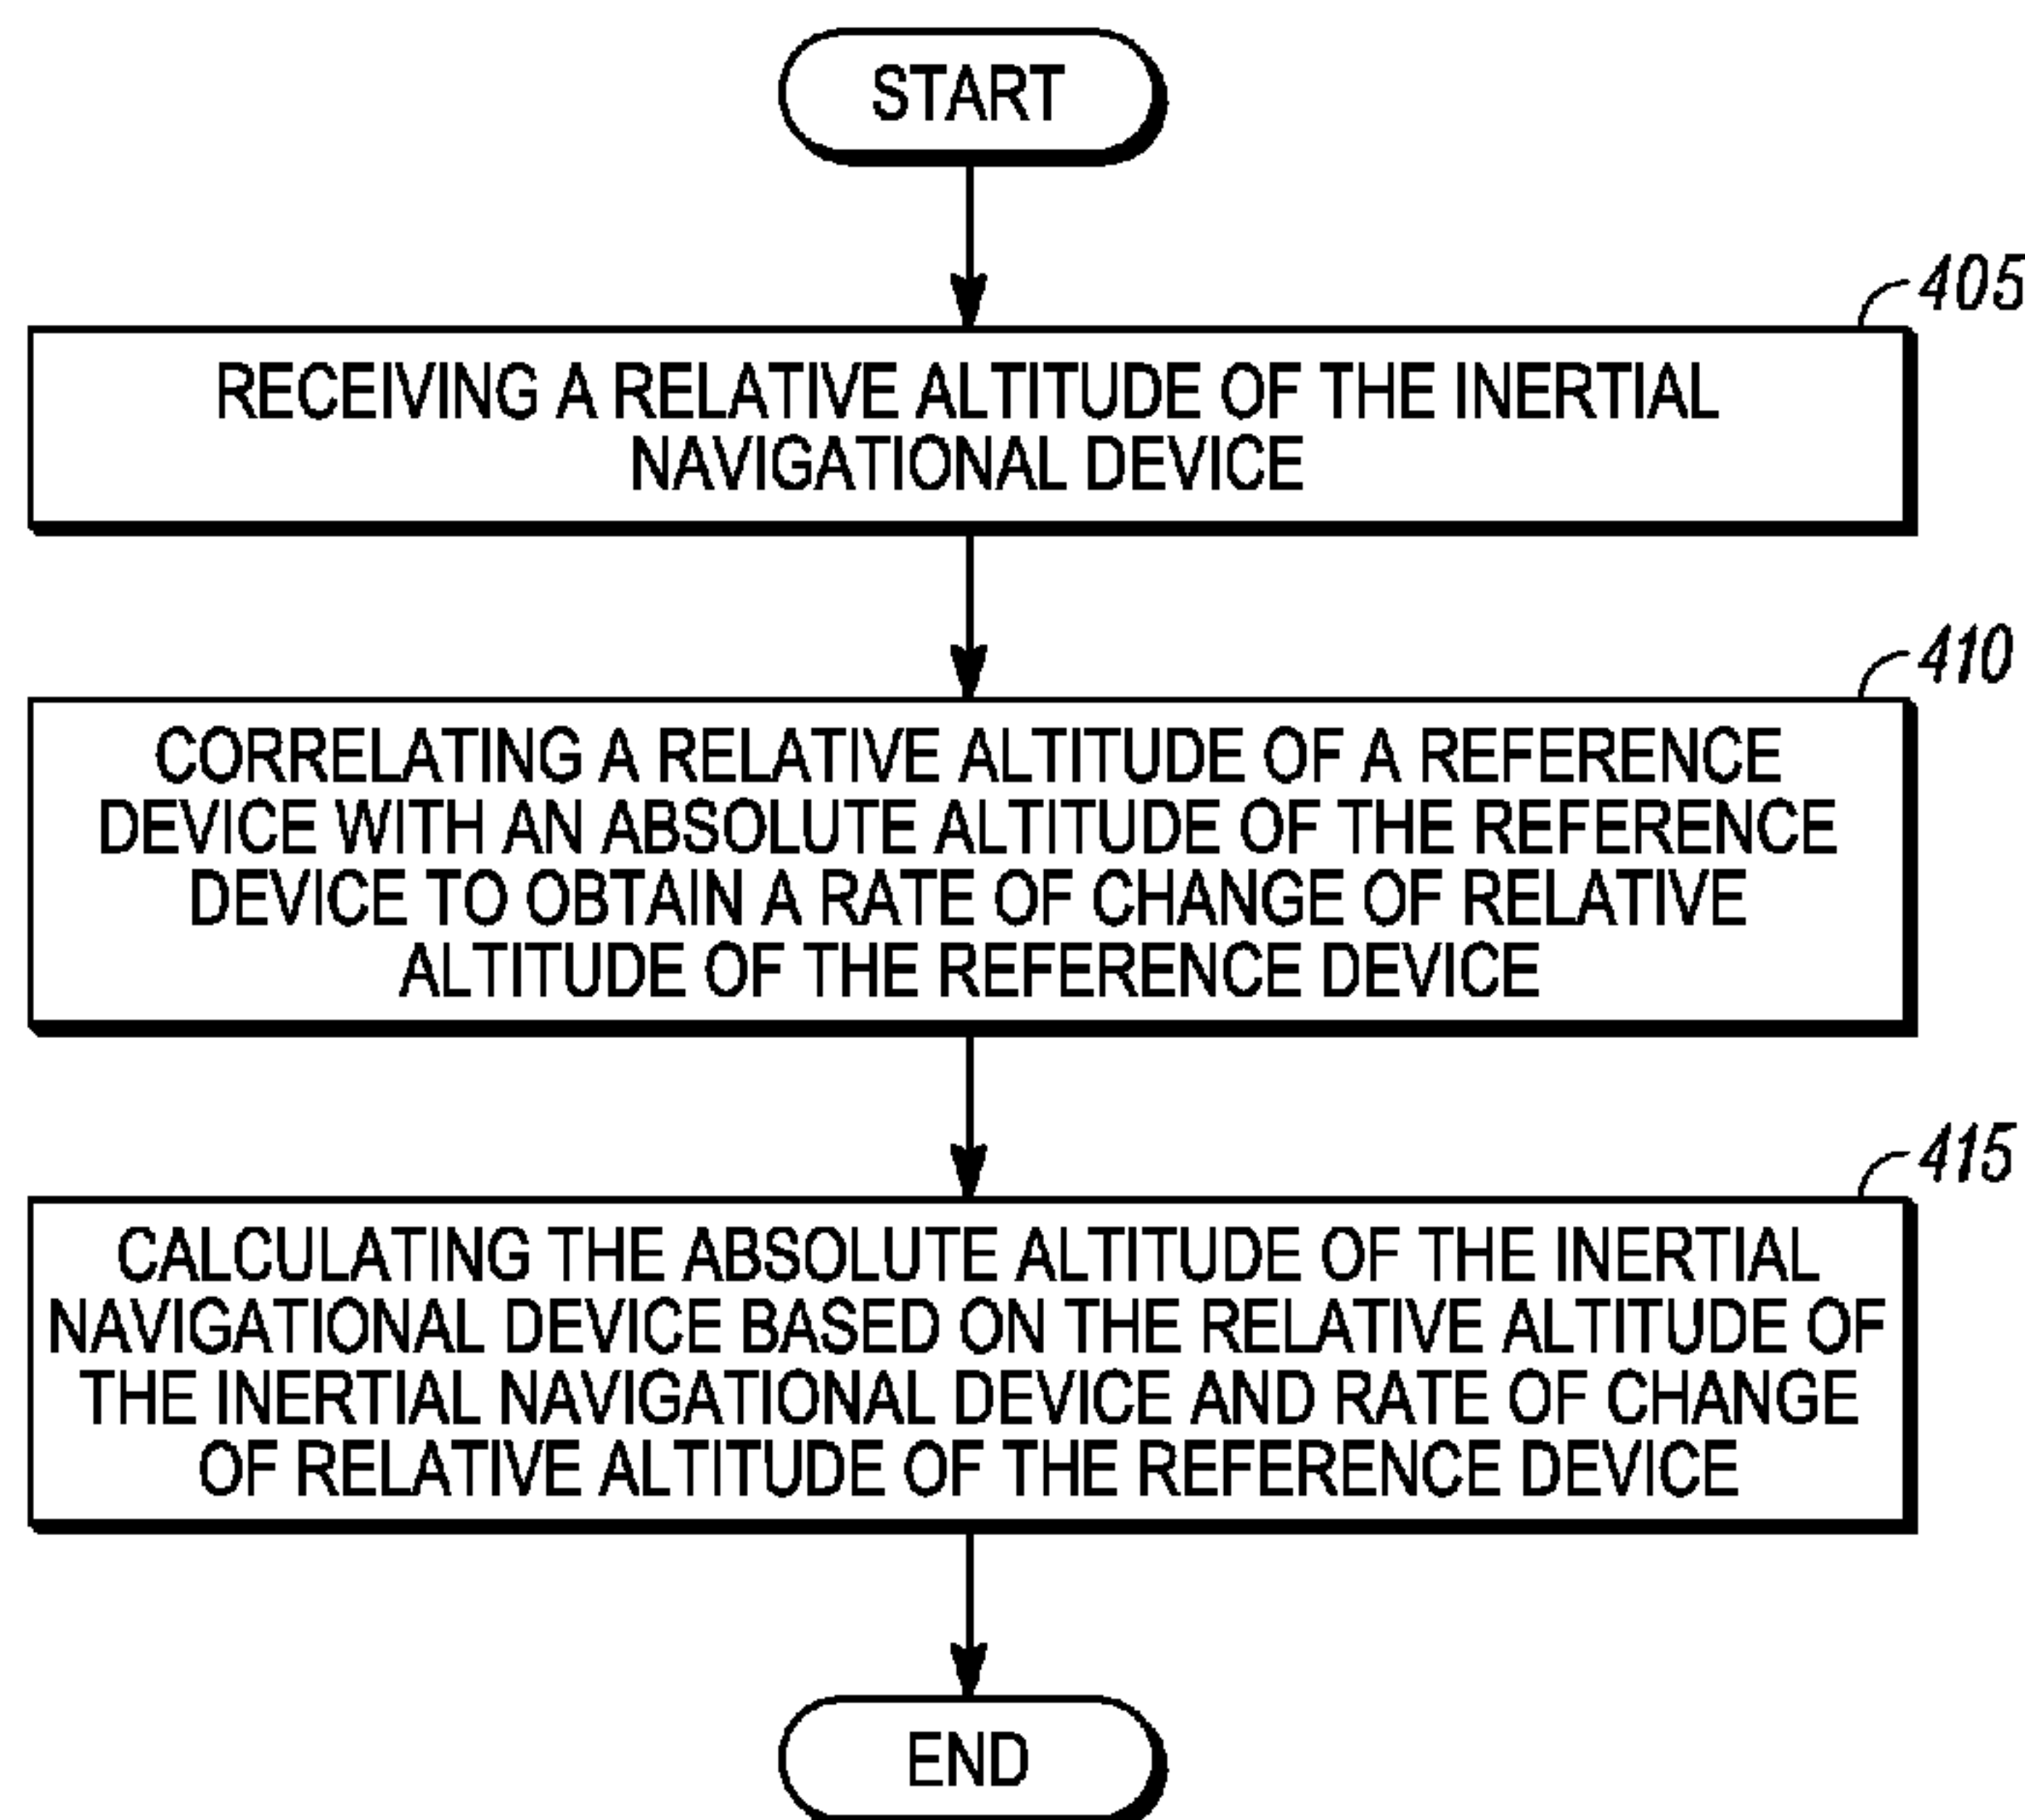 START
405
RECEIVING A RELATIVE ALTITUDE OF THE INERTIAL
NAVIGATIONAL DEVICE
410
CORRELATING A RELATIVE ALTITUDE OF A REFERENCE
DEVICE WITH AN ABSOLUTE ALTITUDE OF THE REFERENCE
DEVICE TO OBTAIN A RATE OF CHANGE OF RELATIVE
ALTITUDE OF THE REFERENCE DEVICE
415
CALCULATING THE ABSOLUTE ALTITUDE OF THE INERTIAL
NAVIGATIONAL DEVICE BASED ON THE RELATIVE ALTITUDE OF
THE INERTIAL NAVIGATIONAL DEVICE AND RATE OF CHANGE
OF RELATIVE ALTITUDE OF THE REFERENCE DEVICE
END